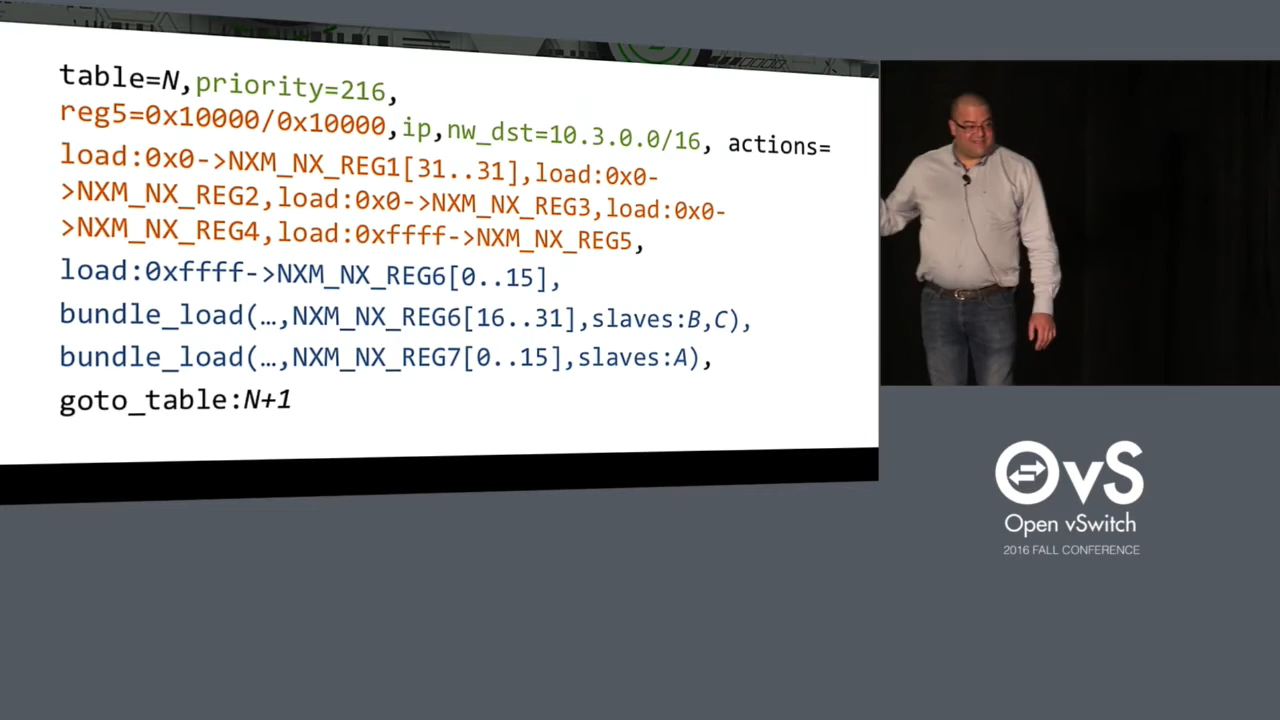 table=N,priority=216,
reg5=0x10000/0x10000,ip,nw_dst=10.3.0.0/16, actions=
load:0x0->NXM_NX_REG1[31..31],load:0x0-
>NXM_NX_REG2,load:0x0->NXM_NX_REG3,load:0x0-
>NXM_NX_REG4,load:0xffff->NXM_NX_REG5,
load:0xffff->NXM_NX_REG6[0..15],
bundle_load(…,NXM_NX_REG6[16..31],slaves:B,C),
bundle_load(…,NXM_NX_REG7[0..15],slaves:A),
goto_table:N+1
OvS
Open vSwitch
2016 FALL CONFERENCE